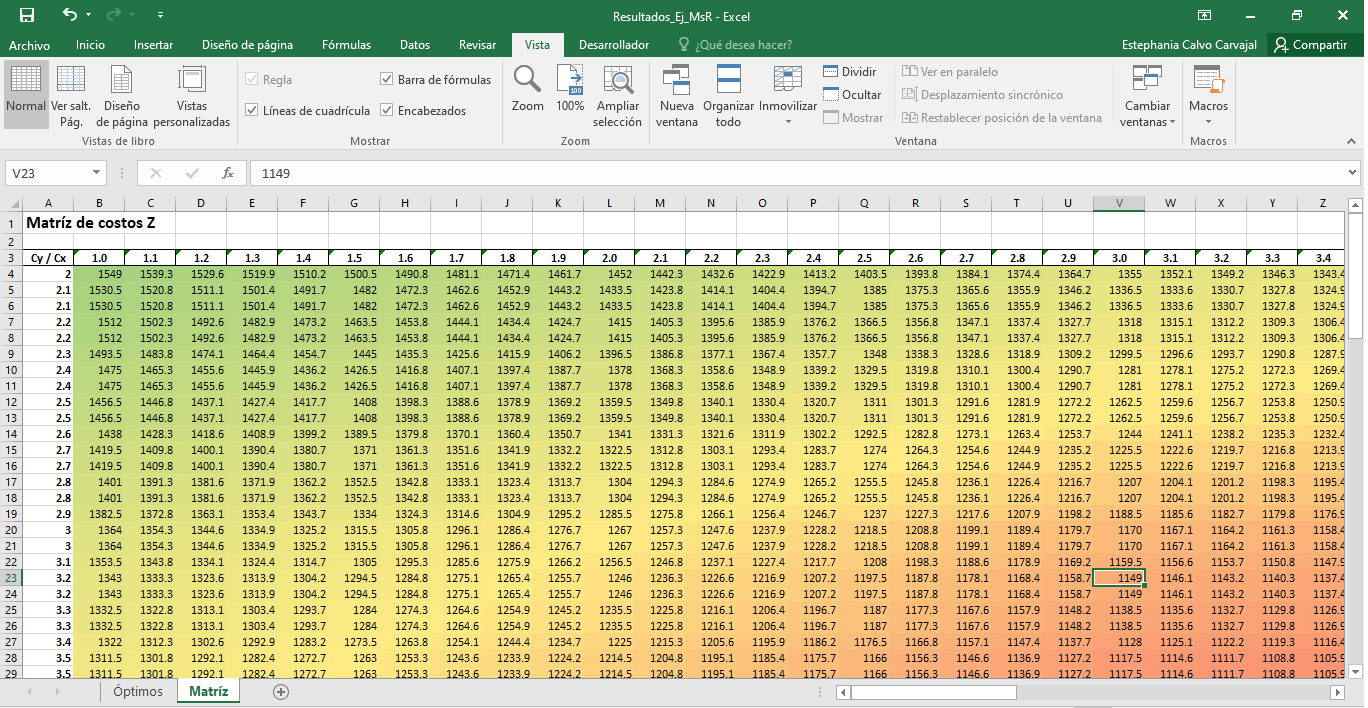 Resultados_Ej_MsR - Excel
Archivo Inicio Insertar Diseño de página Fórmulas Datos Revisar Vista Desarrollador ¿Qué desea hacer? Estephania Calvo Carvajal Compartir
Normal Ver salt. Pág. Diseño de página Vistas personalizadas
Vistas de libro
Regla Barra de fórmulas
Líneas de cuadrícula Encabezados
Mostrar
Zoom 100% Ampliar selección
Zoom
Nueva ventana Organizar todo Inmovilizar
Dividir
Ocultar
Mostrar
Ver en paralelo
Desplazamiento sincrónico
Restablecer posición de la ventana
Cambiar ventanas
Ventana
Macros
Macros
V23 fx 1149
A B C D E F G H I J K L M N O P Q R S T U V W X Y Z
1 Matríz de costos Z
2
3 Cy / Cx 1.0 1.1 1.2 1.3 1.4 1.5 1.6 1.7 1.8 1.9 2.0 2.1 2.2 2.3 2.4 2.5 2.6 2.7 2.8 2.9 3.0 3.1 3.2 3.3 3.4
4 2 1549 1539.3 1529.6 1519.9 1510.2 1500.5 1490.8 1481.1 1471.4 1461.7 1452 1442.3 1432.6 1422.9 1413.2 1403.5 1393.8 1384.1 1374.4 1364.7 1355 1352.1 1349.2 1346.3 1343.4
5 2.1 1530.5 1520.8 1511.1 1501.4 1491.7 1482 1472.3 1462.6 1452.9 1443.2 1433.5 1423.8 1414.1 1404.4 1394.7 1385 1375.3 1365.6 1355.9 1346.2 1336.5 1333.6 1330.7 1327.8 1324.9
6 2.1 1530.5 1520.8 1511.1 1501.4 1491.7 1482 1472.3 1462.6 1452.9 1443.2 1433.5 1423.8 1414.1 1404.4 1394.7 1385 1375.3 1365.6 1355.9 1346.2 1336.5 1333.6 1330.7 1327.8 1324.9
7 2.2 1512 1502.3 1492.6 1482.9 1473.2 1463.5 1453.8 1444.1 1434.4 1424.7 1415 1405.3 1395.6 1385.9 1376.2 1366.5 1356.8 1347.1 1337.4 1327.7 1318 1315.1 1312.2 1309.3 1306.4
8 2.2 1512 1502.3 1492.6 1482.9 1473.2 1463.5 1453.8 1444.1 1434.4 1424.7 1415 1405.3 1395.6 1385.9 1376.2 1366.5 1356.8 1347.1 1337.4 1327.7 1318 1315.1 1312.2 1309.3 1306.4
9 2.3 1493.5 1483.8 1474.1 1464.4 1454.7 1445 1435.3 1425.6 1415.9 1406.2 1396.5 1386.8 1377.1 1367.4 1357.7 1348 1338.3 1328.6 1318.9 1309.2 1299.5 1296.6 1293.7 1290.8 1287.9
10 2.4 1475 1465.3 1455.6 1445.9 1436.2 1426.5 1416.8 1407.1 1397.4 1387.7 1378 1368.3 1358.6 1348.9 1339.2 1329.5 1319.8 1310.1 1300.4 1290.7 1281 1278.1 1275.2 1272.3 1269.4
11 2.4 1475 1465.3 1455.6 1445.9 1436.2 1426.5 1416.8 1407.1 1397.4 1387.7 1378 1368.3 1358.6 1348.9 1339.2 1329.5 1319.8 1310.1 1300.4 1290.7 1281 1278.1 1275.2 1272.3 1269.4
12 2.5 1456.5 1446.8 1437.1 1427.4 1417.7 1408 1398.3 1388.6 1378.9 1369.2 1359.5 1349.8 1340.1 1330.4 1320.7 1311 1301.3 1291.6 1281.9 1272.2 1262.5 1259.6 1256.7 1253.8 1250.9
13 2.5 1456.5 1446.8 1437.1 1427.4 1417.7 1408 1398.3 1388.6 1378.9 1369.2 1359.5 1349.8 1340.1 1330.4 1320.7 1311 1301.3 1291.6 1281.9 1272.2 1262.5 1259.6 1256.7 1253.8 1250.9
14 2.6 1438 1428.3 1418.6 1408.9 1399.2 1389.5 1379.8 1370.1 1360.4 1350.7 1341 1331.3 1321.6 1311.9 1302.2 1292.5 1282.8 1273.1 1263.4 1253.7 1244 1241.1 1238.2 1235.3 1232.4
15 2.7 1419.5 1409.8 1400.1 1390.4 1380.7 1371 1361.3 1351.6 1341.9 1332.2 1322.5 1312.8 1303.1 1293.4 1283.7 1274 1264.3 1254.6 1244.9 1235.2 1225.5 1222.6 1219.7 1216.8 1213.9
16 2.7 1419.5 1409.8 1400.1 1390.4 1380.7 1371 1361.3 1351.6 1341.9 1332.2 1322.5 1312.8 1303.1 1293.4 1283.7 1274 1264.3 1254.6 1244.9 1235.2 1225.5 1222.6 1219.7 1216.8 1213.9
17 2.8 1401 1391.3 1381.6 1371.9 1362.2 1352.5 1342.8 1333.1 1323.4 1313.7 1304 1294.3 1284.6 1274.9 1265.2 1255.5 1245.8 1236.1 1226.4 1216.7 1207 1204.1 1201.2 1198.3 1195.4
18 2.8 1401 1391.3 1381.6 1371.9 1362.2 1352.5 1342.8 1333.1 1323.4 1313.7 1304 1294.3 1284.6 1274.9 1265.2 1255.5 1245.8 1236.1 1226.4 1216.7 1207 1204.1 1201.2 1198.3 1195.4
19 2.9 1382.5 1372.8 1363.1 1353.4 1343.7 1334 1324.3 1314.6 1304.9 1295.2 1285.5 1275.8 1266.1 1256.4 1246.7 1237 1227.3 1217.6 1207.9 1198.2 1188.5 1185.6 1182.7 1179.8 1176.9
20 3 1364 1354.3 1344.6 1334.9 1325.2 1315.5 1305.8 1296.1 1286.4 1276.7 1267 1257.3 1247.6 1237.9 1228.2 1218.5 1208.8 1199.1 1189.4 1179.7 1170 1167.1 1164.2 1161.3 1158.4
21 3 1364 1354.3 1344.6 1334.9 1325.2 1315.5 1305.8 1296.1 1286.4 1276.7 1267 1257.3 1247.6 1237.9 1228.2 1218.5 1208.8 1199.1 1189.4 1179.7 1170 1167.1 1164.2 1161.3 1158.4
22 3.1 1353.5 1343.8 1334.1 1324.4 1314.7 1305 1295.3 1285.6 1275.9 1266.2 1256.5 1246.8 1237.1 1227.4 1217.7 1208 1198.3 1188.6 1178.9 1169.2 1159.5 1156.6 1153.7 1150.8 1147.9
23 3.2 1343 1333.3 1323.6 1313.9 1304.2 1294.5 1284.8 1275.1 1265.4 1255.7 1246 1236.3 1226.6 1216.9 1207.2 1197.5 1187.8 1178.1 1168.4 1158.7 1149 1146.1 1143.2 1140.3 1137.4
24 3.2 1343 1333.3 1323.6 1313.9 1304.2 1294.5 1284.8 1275.1 1265.4 1255.7 1246 1236.3 1226.6 1216.9 1207.2 1197.5 1187.8 1178.1 1168.4 1158.7 1149 1146.1 1143.2 1140.3 1137.4
25 3.3 1332.5 1322.8 1313.1 1303.4 1293.7 1284 1274.3 1264.6 1254.9 1245.2 1235.5 1225.8 1216.1 1206.4 1196.7 1187 1177.3 1167.6 1157.9 1148.2 1138.5 1135.6 1132.7 1129.8 1126.9
26 3.3 1332.5 1322.8 1313.1 1303.4 1293.7 1284 1274.3 1264.6 1254.9 1245.2 1235.5 1225.8 1216.1 1206.4 1196.7 1187 1177.3 1167.6 1157.9 1148.2 1138.5 1135.6 1132.7 1129.8 1126.9
27 3.4 1322 1312.3 1302.6 1292.9 1283.2 1273.5 1263.8 1254.1 1244.4 1234.7 1225 1215.3 1205.6 1195.9 1186.2 1176.5 1166.8 1157.1 1147.4 1137.7 1128 1125.1 1122.2 1119.3 1116.4
28 3.5 1311.5 1301.8 1292.1 1282.4 1272.7 1263 1253.3 1243.6 1233.9 1224.2 1214.5 1204.8 1195.1 1185.4 1175.7 1166 1156.3 1146.6 1136.9 1127.2 1117.5 1114.6 1111.7 1108.8 1105.9
29 3.5 1311.5 1301.8 1292.1 1282.4 1272.7 1263 1253.3 1243.6 1233.9 1224.2 1214.5 1204.8 1195.1 1185.4 1175.7 1166 1156.3 1146.6 1136.9 1127.2 1117.5 1114.6 1111.7 1108.8 1105.9
Óptimos Matríz